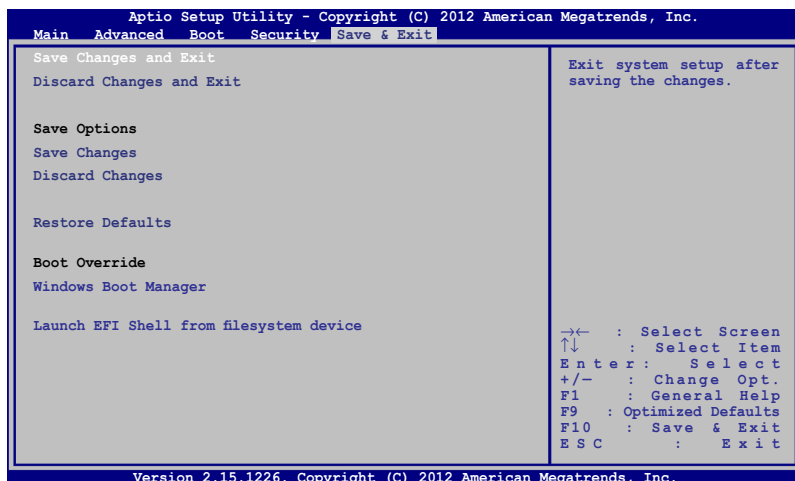 Aptio Setup Utility - Copyright (C) 2012 American Megatrends, Inc.
Main Advanced Boot Security Save & Exit
Save Changes and Exit
Discard Changes and Exit
Save Options
Save Changes
Discard Changes
Restore Defaults
Boot Override
Windows Boot Manager
Launch EFI Shell from filesystem device
Exit system setup after
saving the changes.
→← : Select Screen
↑↓ : Select Item
Enter: Select
+/— : Change Opt.
F1 : General Help
F9 : Optimized Defaults
F10 : Save & Exit
ESC : Exit
Version 2.15.1226. Copyright (C) 2012 American Megatrends, Inc.